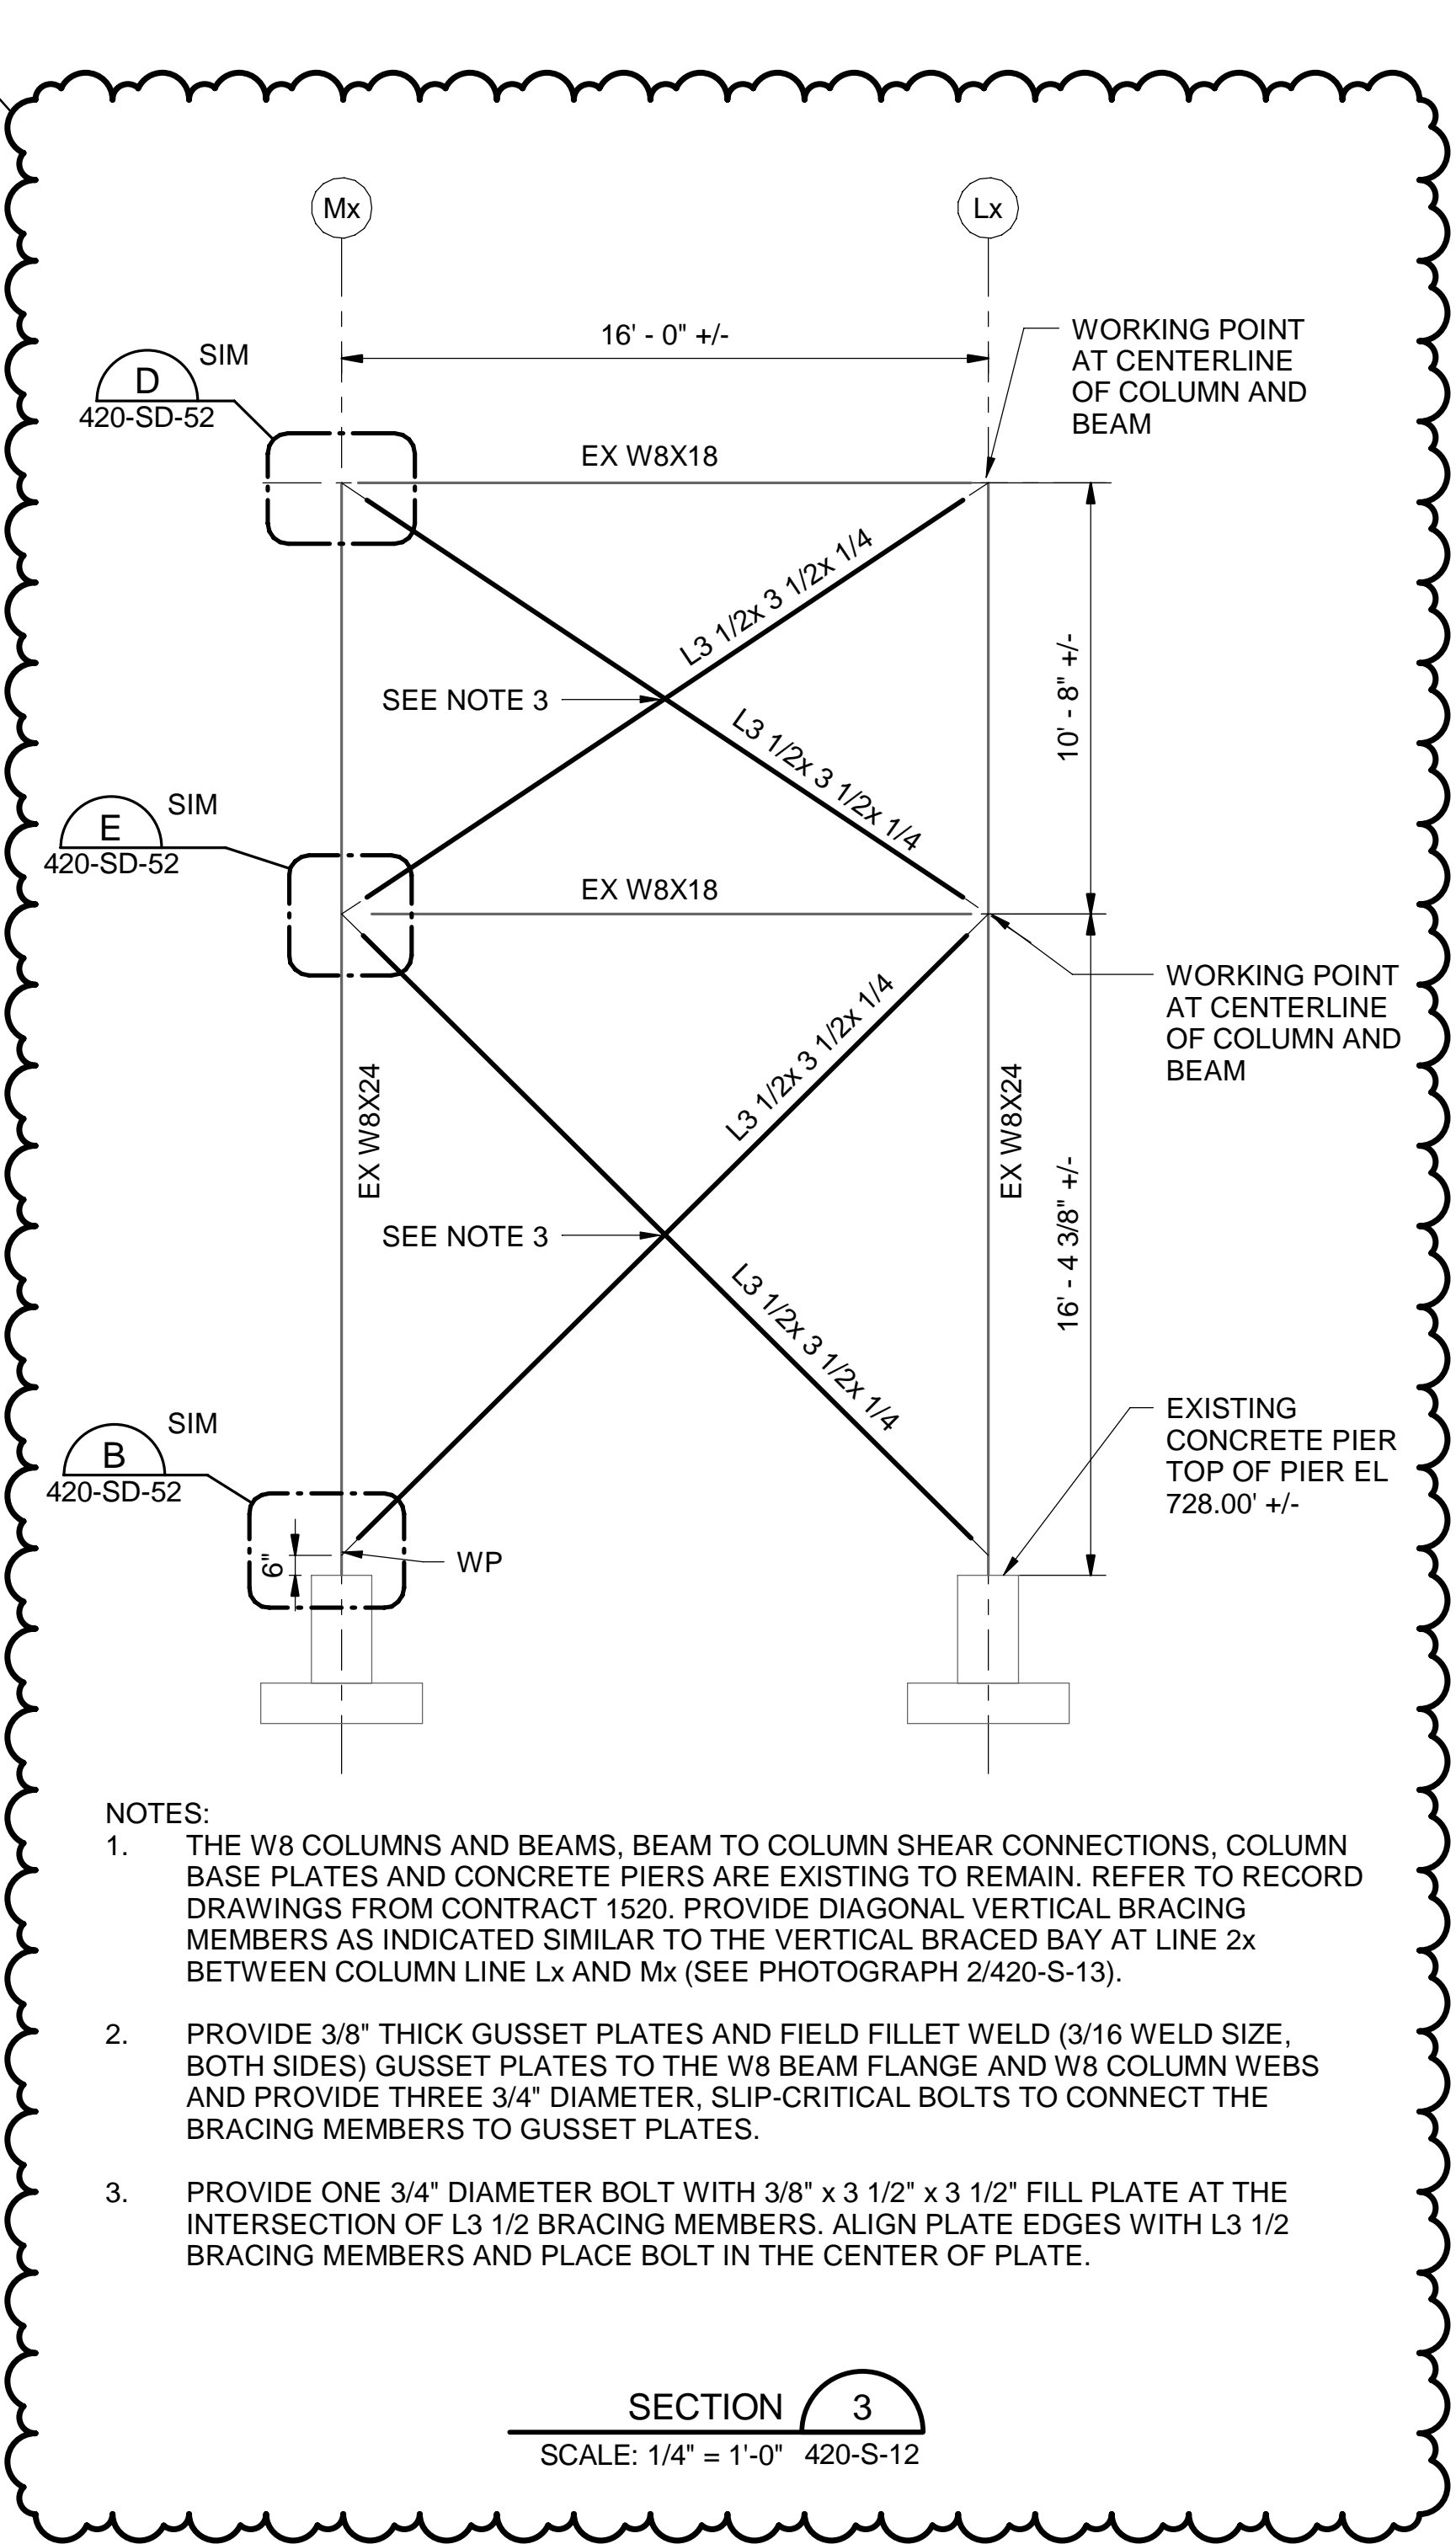 Mx
Lx
16' - 0" +/-
WORKING POINT
AT CENTERLINE
OF COLUMN AND
BEAM
SIM
D
420-SD-52
EX W8X18
L3 1/2x 3 1/2x 1/4
10' - 8" +/-
SEE NOTE 3
L3 1/2x 3 1/2x 1/4
SIM
E
420-SD-52
EX W8X18
WORKING POINT
AT CENTERLINE
OF COLUMN AND
BEAM
L3 1/2x 3 1/2x 1/4
EX W8X24
EX W8X24
16' - 4 3/8" +/-
SEE NOTE 3
L3 1/2x 3 1/2x 1/4
SIM
B
420-SD-52
EXISTING
CONCRETE PIER
TOP OF PIER EL
728.00' +/-
6"
WP
NOTES:
1. THE W8 COLUMNS AND BEAMS, BEAM TO COLUMN SHEAR CONNECTIONS, COLUMN
BASE PLATES AND CONCRETE PIERS ARE EXISTING TO REMAIN. REFER TO RECORD
DRAWINGS FROM CONTRACT 1520. PROVIDE DIAGONAL VERTICAL BRACING
MEMBERS AS INDICATED SIMILAR TO THE VERTICAL BRACED BAY AT LINE 2x
BETWEEN COLUMN LINE Lx AND Mx (SEE PHOTOGRAPH 2/420-S-13).
2. PROVIDE 3/8" THICK GUSSET PLATES AND FIELD FILLET WELD (3/16 WELD SIZE,
BOTH SIDES) GUSSET PLATES TO THE W8 BEAM FLANGE AND W8 COLUMN WEBS
AND PROVIDE THREE 3/4" DIAMETER, SLIP-CRITICAL BOLTS TO CONNECT THE
BRACING MEMBERS TO GUSSET PLATES.
3. PROVIDE ONE 3/4" DIAMETER BOLT WITH 3/8" x 3 1/2" x 3 1/2" FILL PLATE AT THE
INTERSECTION OF L3 1/2 BRACING MEMBERS. ALIGN PLATE EDGES WITH L3 1/2
BRACING MEMBERS AND PLACE BOLT IN THE CENTER OF PLATE.
SECTION 3
SCALE: 1/4" = 1'-0" 420-S-12